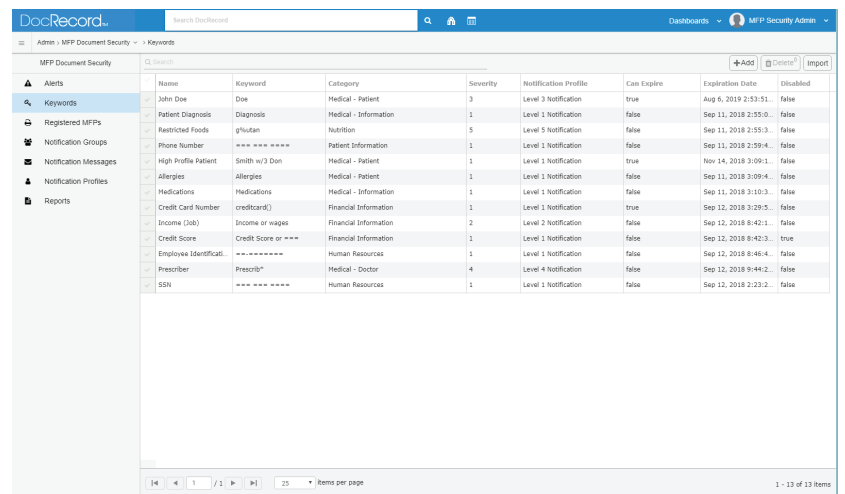 DocRecord™ Search DocRecord Dashboards MFP Security Admin
Admin > MFP Document Security > Keywords
MFP Document Security Search +Add Delete 0 Import
Alerts
Keywords
Registered MFPs
Notification Groups
Notification Messages
Notification Profiles
Reports
Name Keyword Category Severity Notification Profile Can Expire Expiration Date Disabled
John Doe Doe Medical - Patient 3 Level 3 Notification true Aug 6, 2019 2:53:51... false
Patient Diagnosis Diagnosis Medical - Information 1 Level 1 Notification false Sep 11, 2018 2:55:0... false
Restricted Foods g%utan Nutrition 5 Level 5 Notification false Sep 11, 2018 2:55:3... false
Phone Number === === ==== Patient Information 1 Level 1 Notification false Sep 11, 2018 2:59:4... false
High Profile Patient Smith w/3 Don Medical - Patient 1 Level 1 Notification true Nov 14, 2018 3:09:1... false
Allergies Allergies Medical - Patient 1 Level 1 Notification false Sep 11, 2018 3:09:4... false
Medications Medications Medical - Information 1 Level 1 Notification false Sep 11, 2018 3:10:3... false
Credit Card Number creditcard() Financial Information 1 Level 1 Notification true Sep 12, 2018 3:29:5... false
Income (Job) Income or wages Financial Information 2 Level 2 Notification false Sep 12, 2018 8:42:1... false
Credit Score Credit Score or === Financial Information 1 Level 1 Notification false Sep 12, 2018 8:42:3... true
Employee Identificati... ==-======= Human Resources 1 Level 1 Notification false Sep 12, 2018 8:46:4... false
Prescriber Prescrib* Medical - Doctor 4 Level 4 Notification false Sep 12, 2018 9:44:2... false
SSN === === ==== Human Resources 1 Level 1 Notification false Sep 12, 2018 2:23:2... false
1 / 1 25 items per page 1 - 13 of 13 items